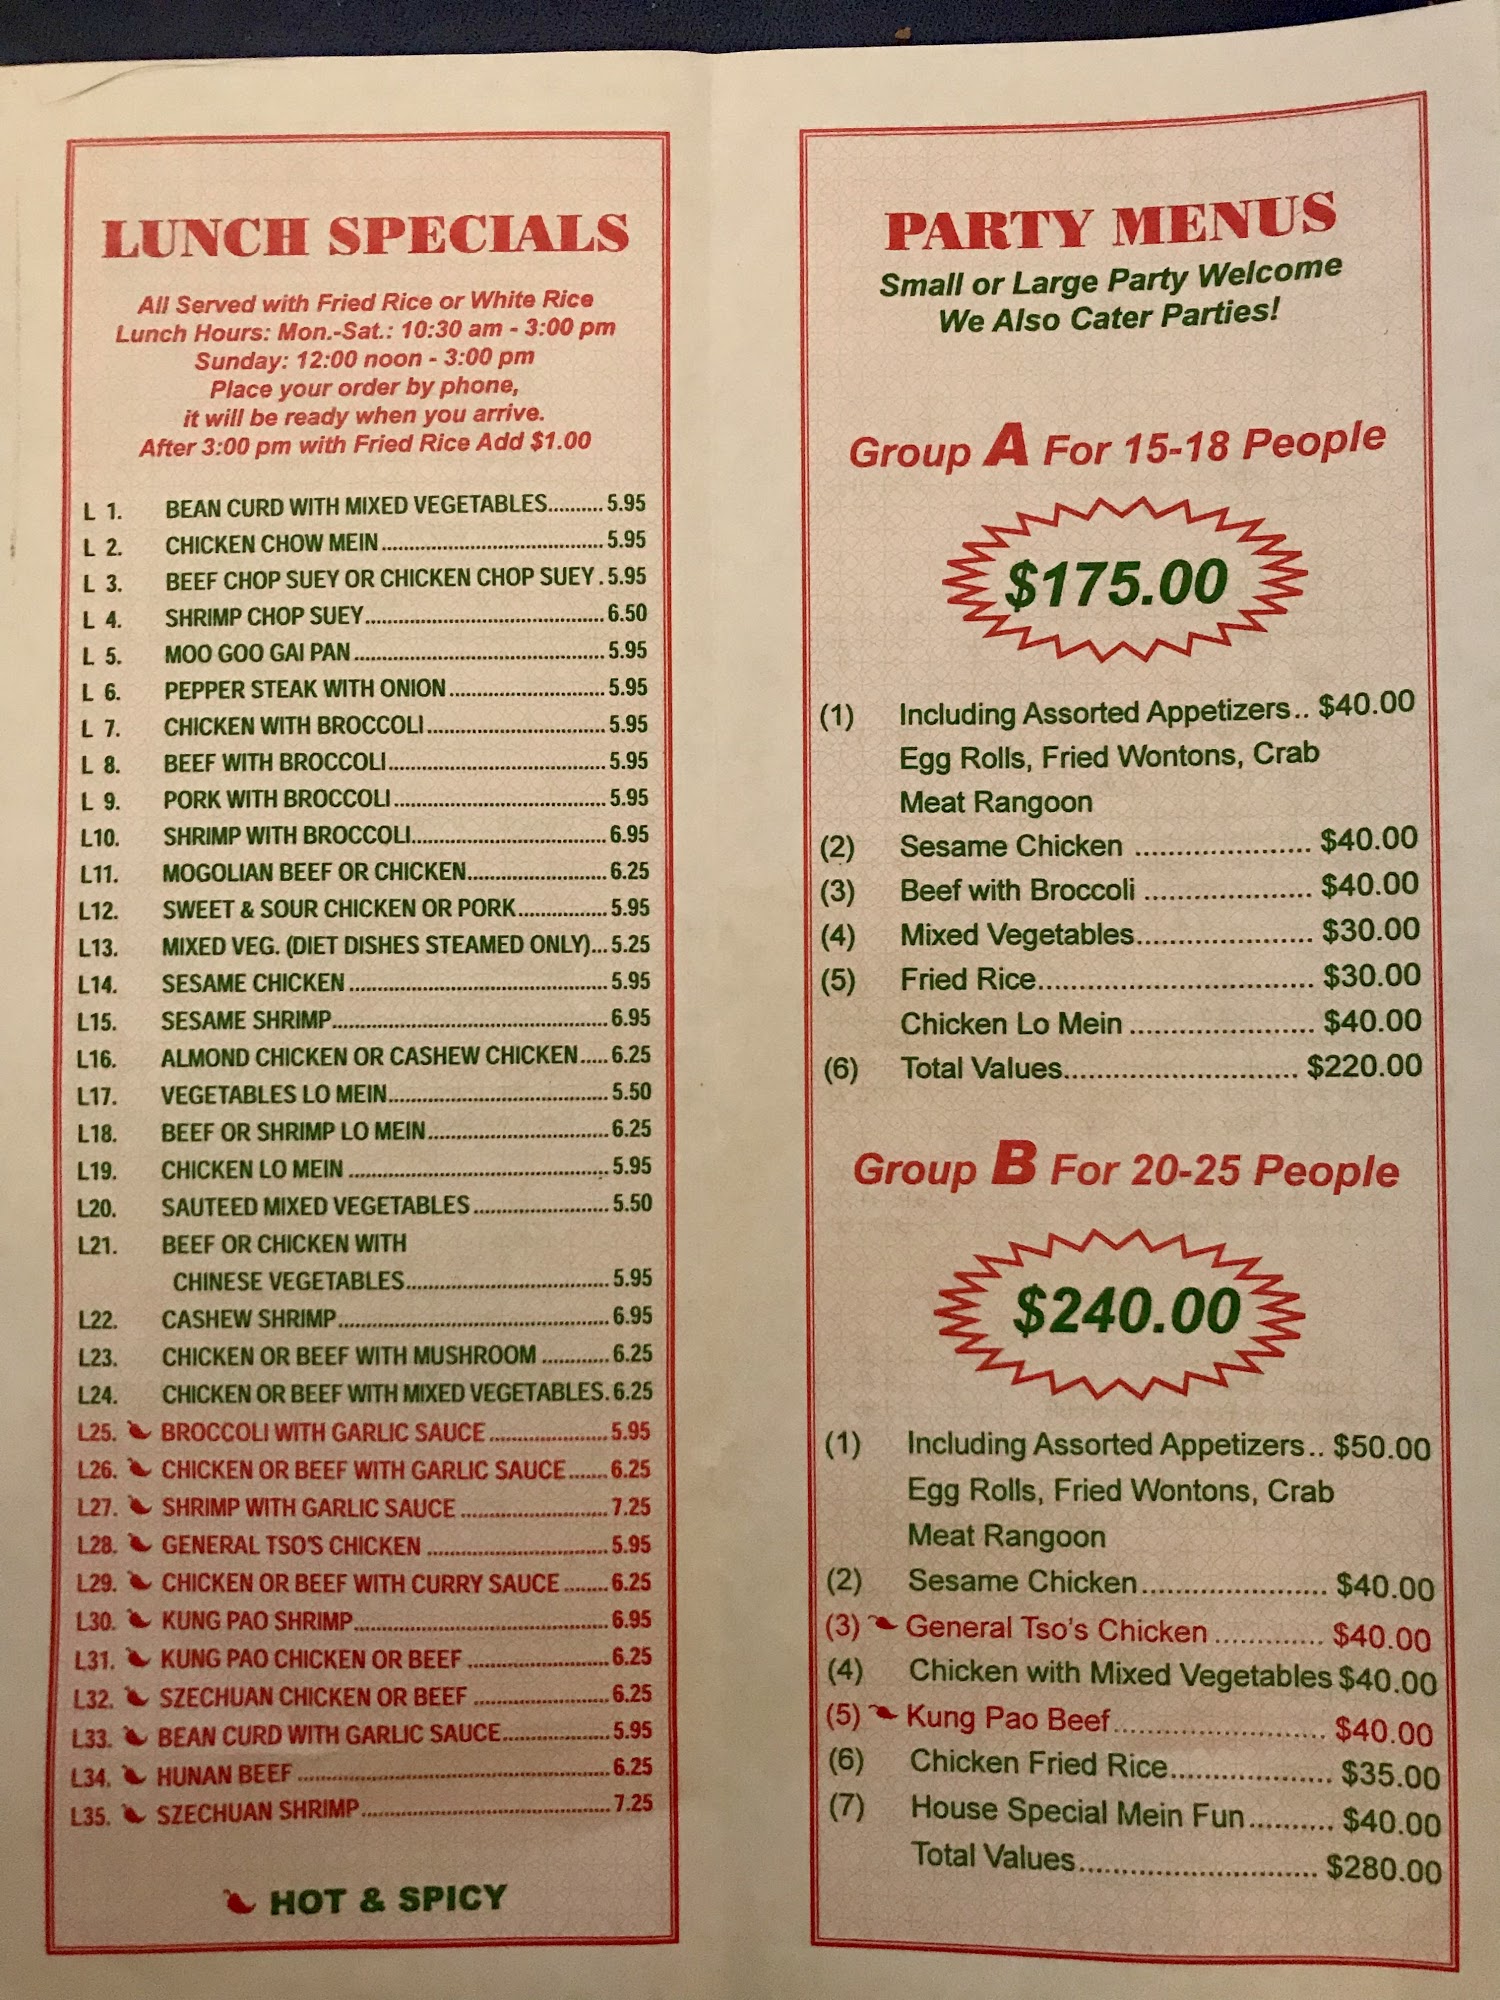 LUNCH SPECIALS
All Served with Fried Rice or White Rice
Lunch Hours: Mon.-Sat.: 10:30 am - 3:00 pm
Sunday: 12:00 noon - 3:00 pm
Place your order by phone,
it will be ready when you arrive.
After 3:00 pm with Fried Rice Add $1.00
L 1. BEAN CURD WITH MIXED VEGETABLES.......... 5.95
L 2. CHICKEN CHOW MEIN ........................................ 5.95
L 3. BEEF CHOP SUEY OR CHICKEN CHOP SUEY . 5.95
L 4. SHRIMP CHOP SUEY........................................... 6.50
L 5. MOO GOO GAI PAN ............................................. 5.95
L 6. PEPPER STEAK WITH ONION............................ 5.95
L 7. CHICKEN WITH BROCCOLI................................ 5.95
L 8. BEEF WITH BROCCOLI....................................... 5.95
L 9. PORK WITH BROCCOLI...................................... 5.95
L10. SHRIMP WITH BROCCOLI................................... 6.95
L11. MOGOLIAN BEEF OR CHICKEN......................... 6.25
L12. SWEET & SOUR CHICKEN OR PORK................ 5.95
L13. MIXED VEG. (DIET DISHES STEAMED ONLY)... 5.25
L14. SESAME CHICKEN .............................................. 5.95
L15. SESAME SHRIMP................................................. 6.95
L16. ALMOND CHICKEN OR CASHEW CHICKEN..... 6.25
L17. VEGETABLES LO MEIN....................................... 5.50
L18. BEEF OR SHRIMP LO MEIN................................ 6.25
L19. CHICKEN LO MEIN .............................................. 5.95
L20. SAUTEED MIXED VEGETABLES ........................ 5.50
L21. BEEF OR CHICKEN WITH
CHINESE VEGETABLES.................................... 5.95
L22. CASHEW SHRIMP................................................ 6.95
L23. CHICKEN OR BEEF WITH MUSHROOM ............ 6.25
L24. CHICKEN OR BEEF WITH MIXED VEGETABLES. 6.25
L25. BROCCOLI WITH GARLIC SAUCE ..................... 5.95
L26. CHICKEN OR BEEF WITH GARLIC SAUCE....... 6.25
L27. SHRIMP WITH GARLIC SAUCE .......................... 7.25
L28. GENERAL TSO'S CHICKEN ................................ 5.95
L29. CHICKEN OR BEEF WITH CURRY SAUCE ........ 6.25
L30. KUNG PAO SHRIMP............................................. 6.95
L31. KUNG PAO CHICKEN OR BEEF ......................... 6.25
L32. SZECHUAN CHICKEN OR BEEF ........................ 6.25
L33. BEAN CURD WITH GARLIC SAUCE................... 5.95
L34. HUNAN BEEF ....................................................... 6.25
L35. SZECHUAN SHRIMP............................................ 7.25
HOT & SPICY
PARTY MENUS
Small or Large Party Welcome
We Also Cater Parties!
Group A For 15-18 People
$175.00
(1) Including Assorted Appetizers.. $40.00
Egg Rolls, Fried Wontons, Crab
Meat Rangoon
(2) Sesame Chicken ..................... $40.00
(3) Beef with Broccoli .................... $40.00
(4) Mixed Vegetables..................... $30.00
(5) Fried Rice................................. $30.00
Chicken Lo Mein ...................... $40.00
(6) Total Values............................ $220.00
Group B For 20-25 People
$240.00
(1) Including Assorted Appetizers.. $50.00
Egg Rolls, Fried Wontons, Crab
Meat Rangoon
(2) Sesame Chicken...................... $40.00
(3) General Tso's Chicken ............. $40.00
(4) Chicken with Mixed Vegetables $40.00
(5) Kung Pao Beef......................... $40.00
(6) Chicken Fried Rice................... $35.00
(7) House Special Mein Fun.......... $40.00
Total Values............................. $280.00